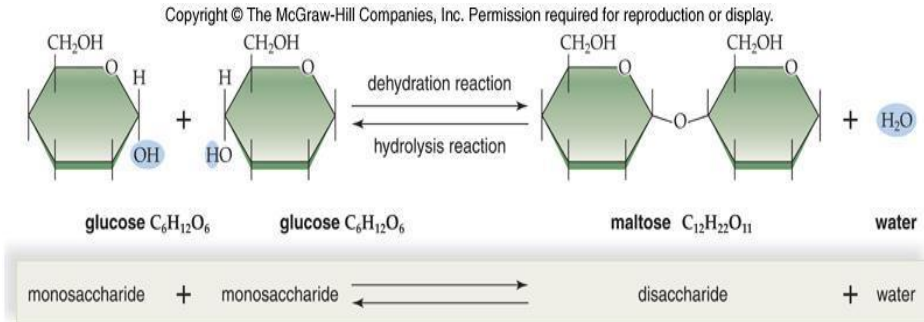 Copyright © The McGraw-Hill Companies, Inc. Permission required for reproduction or display.
CH₂OH CH₂OH CH₂OH CH₂OH
O H H O dehydration reaction O O
+ O + H₂O
OH HO hydrolysis reaction
glucose C₆H₁₂O₆ glucose C₆H₁₂O₆ maltose C₁₂H₂₂O₁₁ water
monosaccharide + monosaccharide disaccharide + water